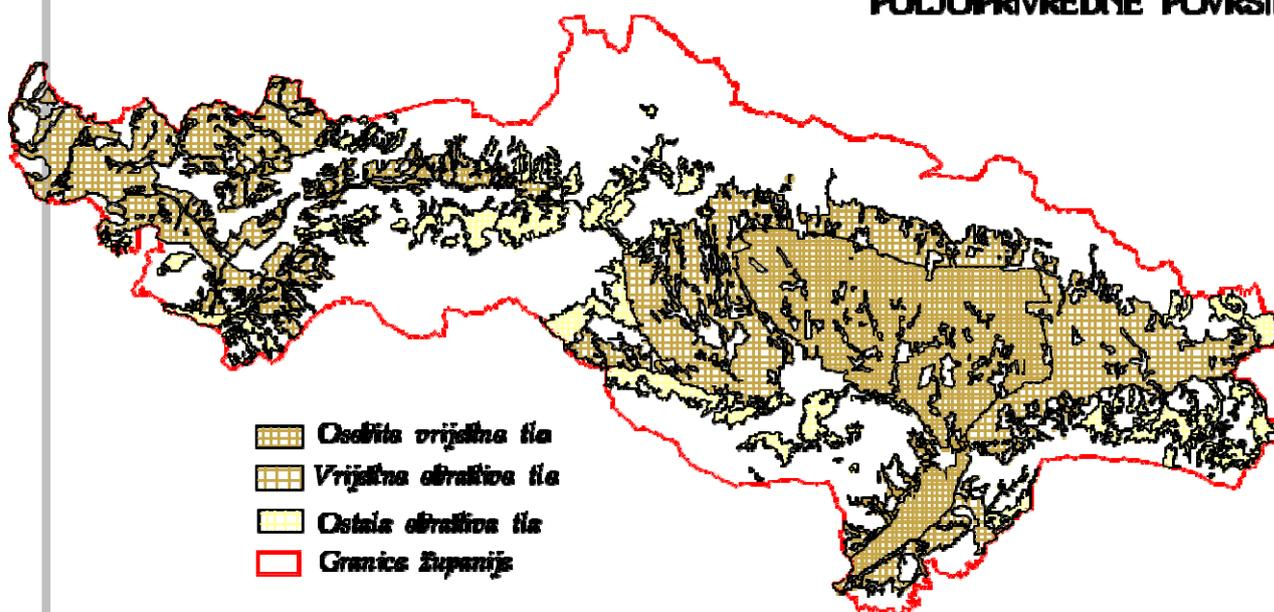 POLJOPRIVREDNE POVRŠI
Osobito vrijedna tla
Vrijedna obradiva tla
Ostala obradiva tla
Granica županije